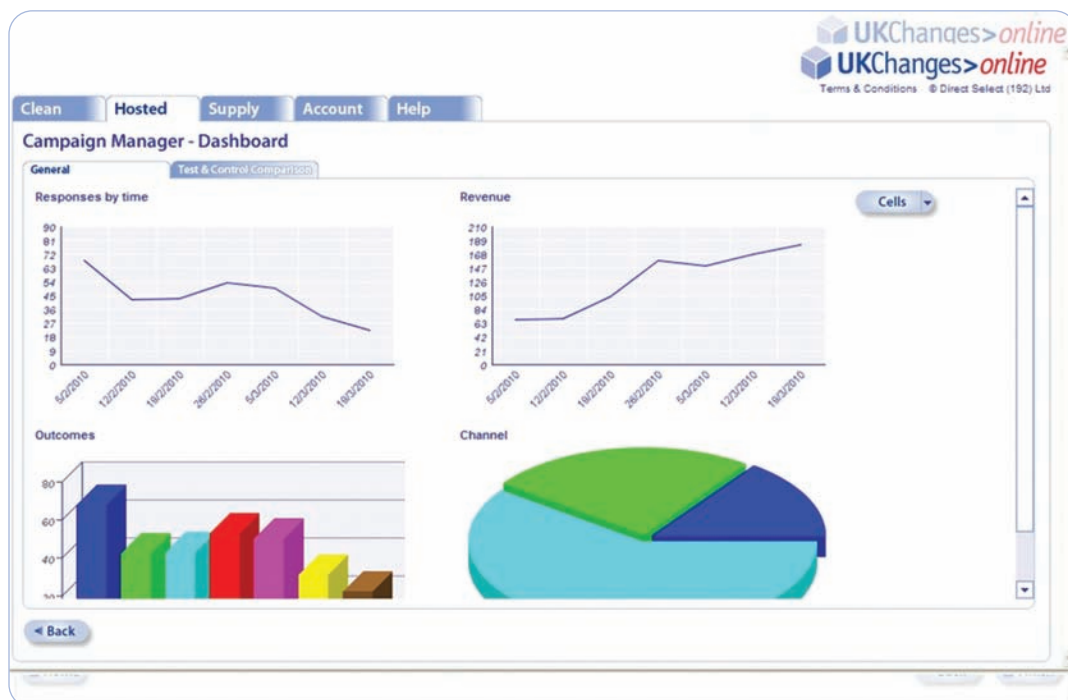 UKChanges>online
UKChanges>online
Terms & Conditions © Direct Select (192) Ltd
Clean Hosted Supply Account Help
Campaign Manager - Dashboard
General Test & Control Comparison
Responses by time
90
81
72
63
54
45
36
27
18
9
0
5/2/2010 12/2/2010 19/2/2010 26/2/2010 5/3/2010 12/3/2010 19/3/2010
Revenue
Cells
210
189
168
147
126
105
84
63
42
21
0
5/2/2010 12/2/2010 19/2/2010 26/2/2010 5/3/2010 12/3/2010 19/3/2010
Outcomes
80
60
40
Channel
Back